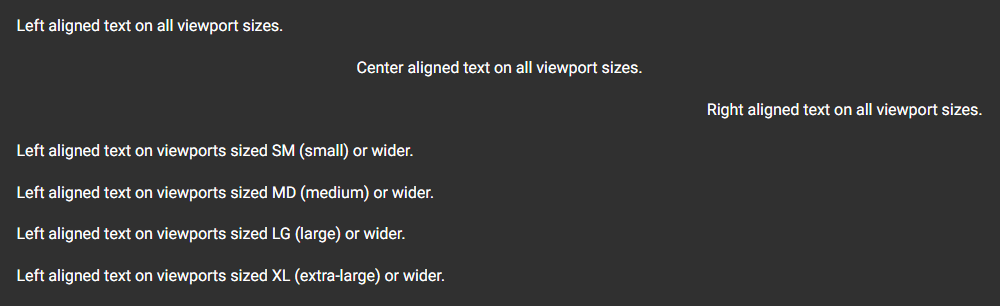 Left aligned text on all viewport sizes.
Center aligned text on all viewport sizes.
Right aligned text on all viewport sizes.
Left aligned text on viewports sized SM (small) or wider.
Left aligned text on viewports sized MD (medium) or wider.
Left aligned text on viewports sized LG (large) or wider.
Left aligned text on viewports sized XL (extra-large) or wider.